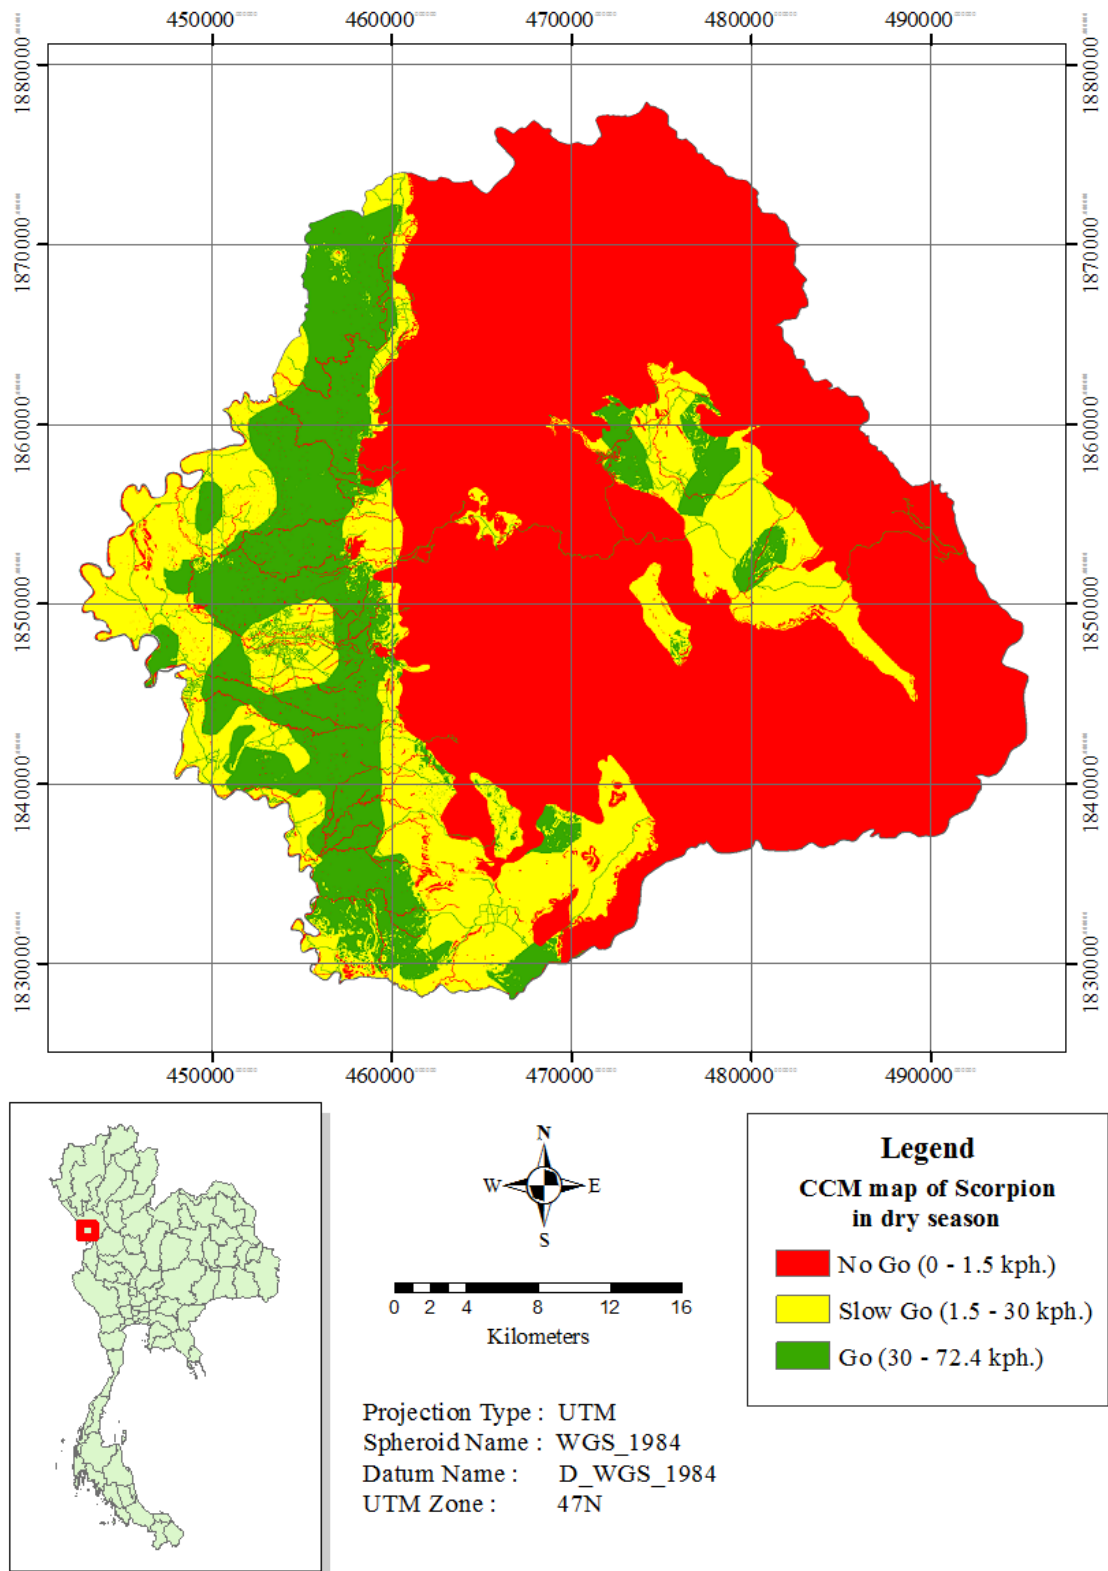 450000 460000 470000 480000 490000
1880000 1880000
1870000 1870000
1860000 1860000
1850000 1850000
1840000 1840000
1830000 1830000
450000 460000 470000 480000 490000
N
W E
S
0 2 4 8 12 16
Kilometers
Projection Type : UTM
Spheroid Name : WGS_1984
Datum Name : D_WGS_1984
UTM Zone : 47N
Legend
CCM map of Scorpion
in dry season
No Go (0 - 1.5 kph.)
Slow Go (1.5 - 30 kph.)
Go (30 - 72.4 kph.)